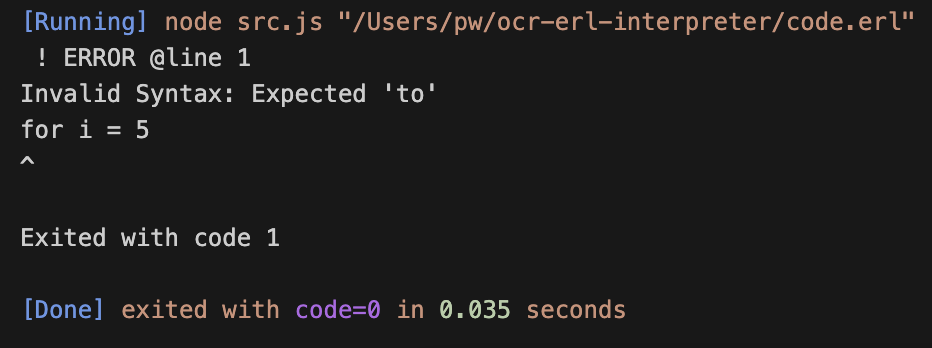 [Running] node src.js "/Users/pw/ocr-erl-interpreter/code.erl"
! ERROR @line 1
Invalid Syntax: Expected 'to'
for i = 5
^
Exited with code 1
[Done] exited with code=0 in 0.035 seconds